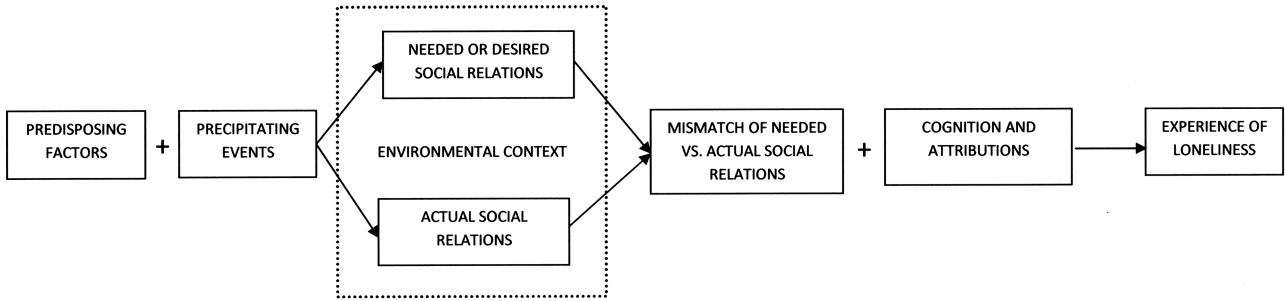 PREDISPOSING
FACTORS
+
PRECIPITATING
EVENTS
NEEDED OR DESIRED
SOCIAL RELATIONS
ENVIRONMENTAL CONTEXT
ACTUAL SOCIAL
RELATIONS
MISMATCH OF NEEDED
VS. ACTUAL SOCIAL
RELATIONS
+
COGNITION AND
ATTRIBUTIONS
EXPERIENCE OF
LONELINESS